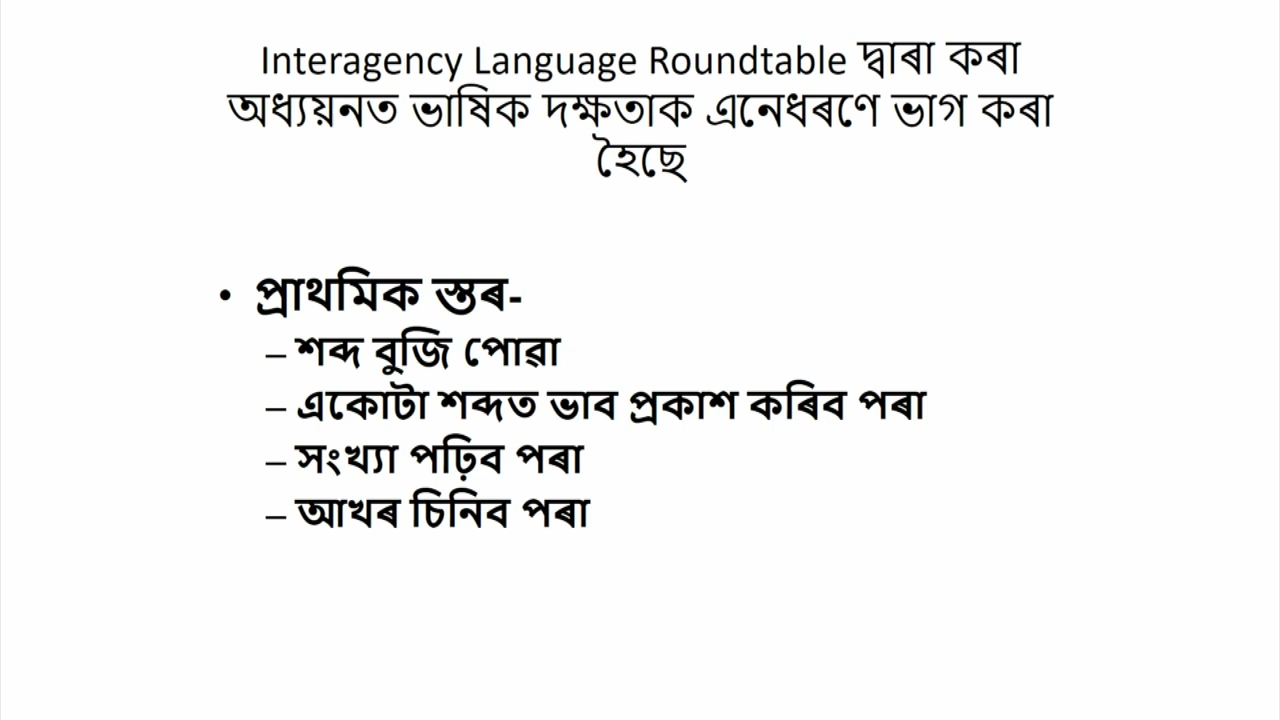 Interagency Language Roundtable দ্বাৰা কৰা
অধ্যয়নত ভাষিক দক্ষতাক এনেধৰণে ভাগ কৰা
হৈছে
• প্ৰাথমিক স্তৰ-
– শব্দ বুজি পোৱা
– একোটা শব্দত ভাব প্ৰকাশ কৰিব পৰা
– সংখ্যা পঢ়িব পৰা
– আখৰ চিনিব পৰা